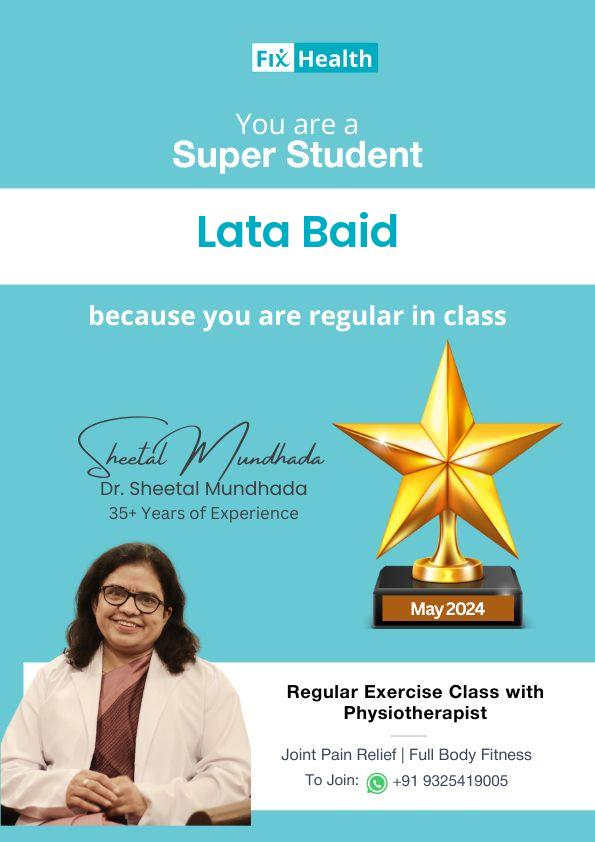 Fix Health
You are a
Super Student
Lata Baid
because you are regular in class
Sheetal Mundhada
Dr. Sheetal Mundhada
35+ Years of Experience
May 2024
Regular Exercise Class with
Physiotherapist
Joint Pain Relief | Full Body Fitness
To Join: +91 9325419005